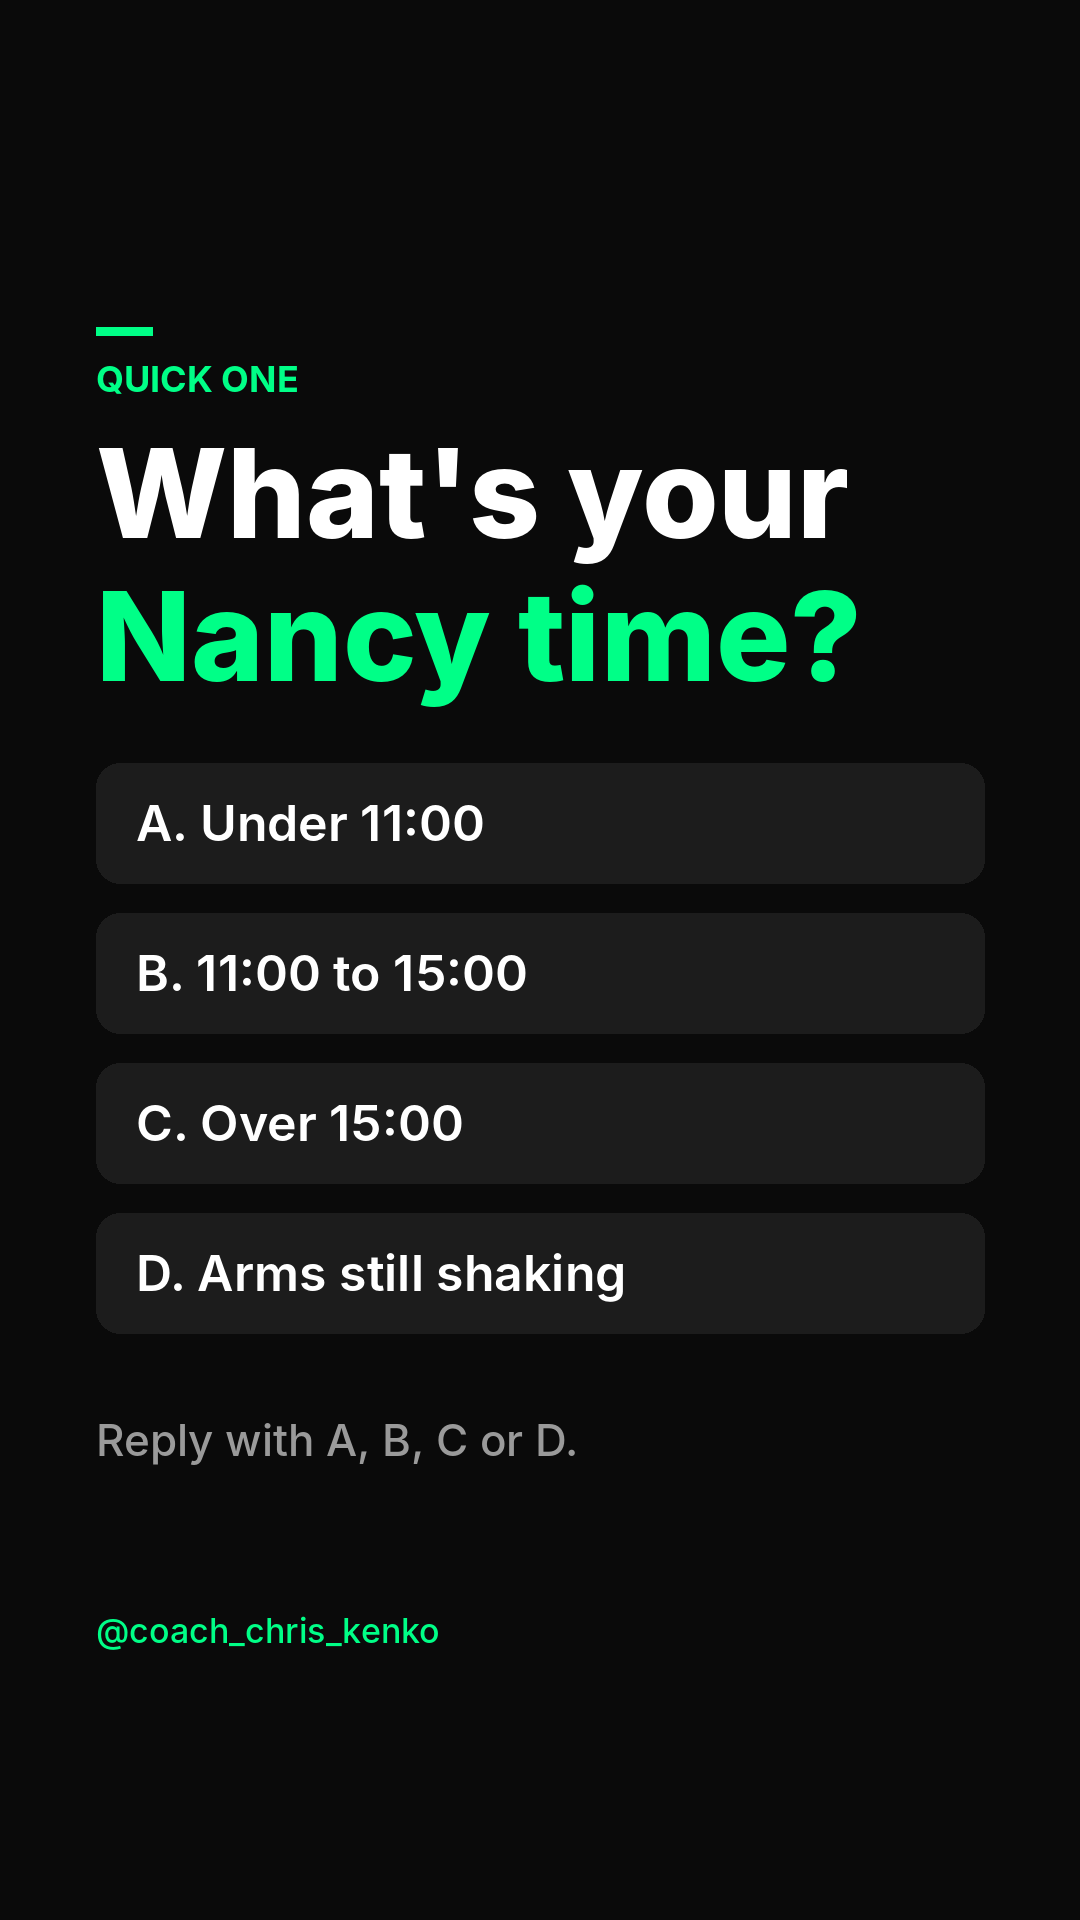 QUICK ONE
What's your
Nancy time?
A. Under 11:00
B. 11:00 to 15:00
C. Over 15:00
D. Arms still shaking
Reply with A, B, C or D.
@coach_chris_kenko